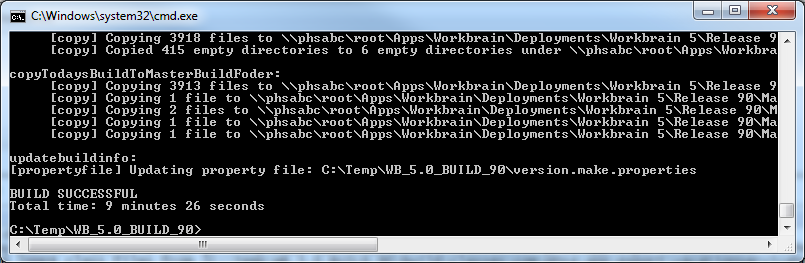 C:\Windows\system32\cmd.exe
[copy] Copying 3918 files to \\phsabc\root\Apps\Workbrain\Deployments\Workbrain 5\Release 9
[copy] Copied 415 empty directories to 6 empty directories under \\phsabc\root\Apps\Workbra
copyTodaysBuildToMasterBuildFoder:
[copy] Copying 3913 files to \\phsabc\root\Apps\Workbrain\Deployments\Workbrain 5\Release 9
[copy] Copying 1 file to \\phsabc\root\Apps\Workbrain\Deployments\Workbrain 5\Release 90\Ma
[copy] Copying 2 files to \\phsabc\root\Apps\Workbrain\Deployments\Workbrain 5\Release 90\M
[copy] Copying 1 file to \\phsabc\root\Apps\Workbrain\Deployments\Workbrain 5\Release 90\Ma
[copy] Copying 1 file to \\phsabc\root\Apps\Workbrain\Deployments\Workbrain 5\Release 90\Ma
updatebuildinfo:
[propertyfile] Updating property file: C:\Temp\WB_5.0_BUILD_90\version.make.properties
BUILD SUCCESSFUL
Total time: 9 minutes 26 seconds
C:\Temp\WB_5.0_BUILD_90>